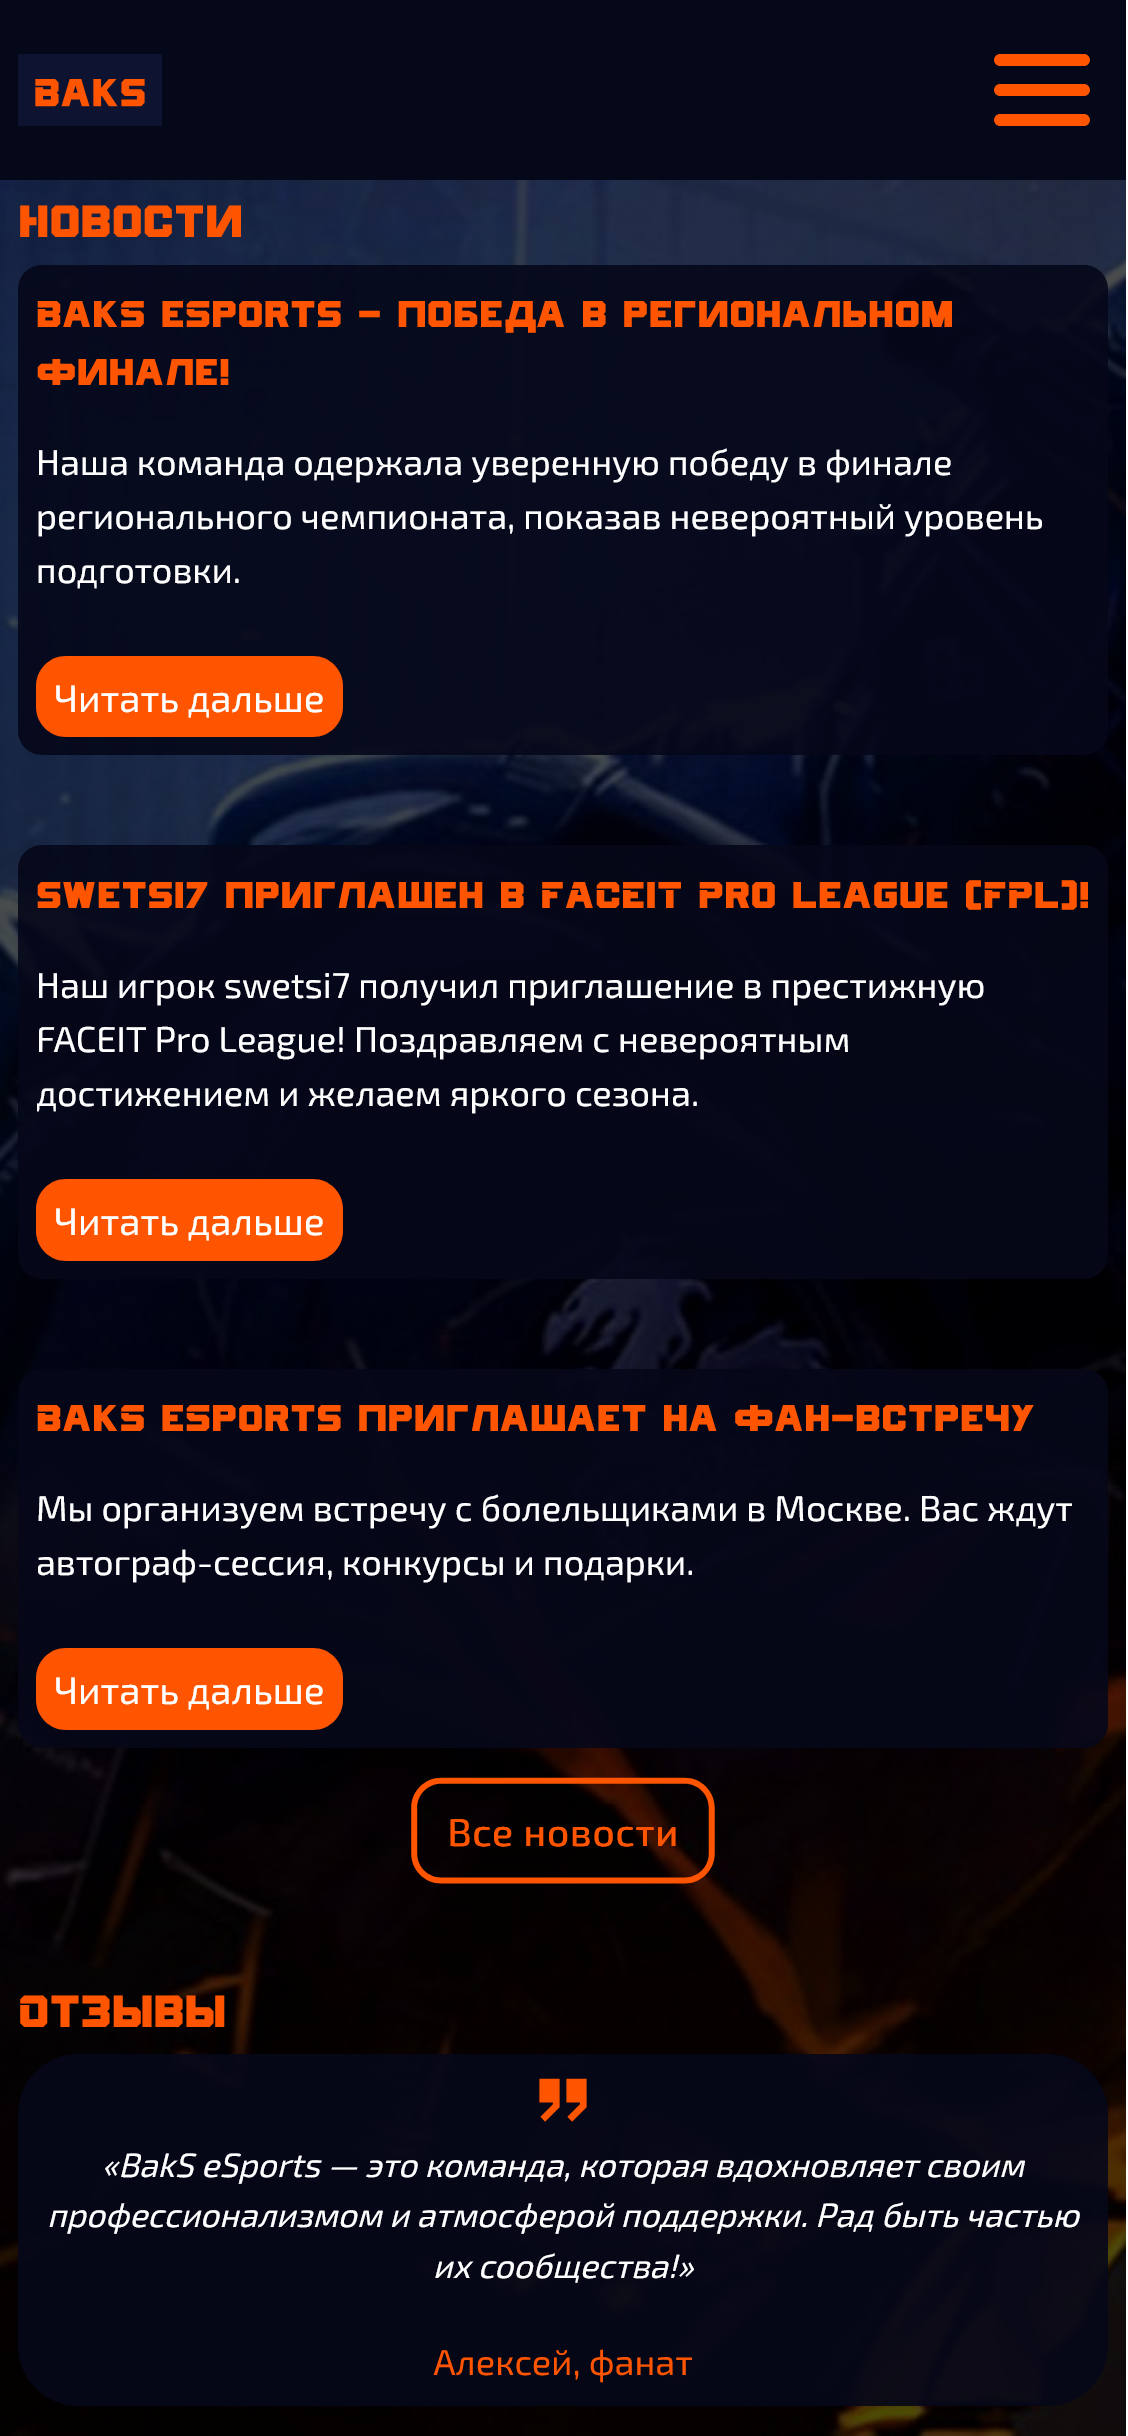 BAKS
НОВОСТИ
BAKS ESPORTS – ПОБЕДА В РЕГИОНАЛЬНОМ
ФИНАЛЕ!
Наша команда одержала уверенную победу в финале
регионального чемпионата, показав невероятный уровень
подготовки.
Читать дальше
SWETSI7 ПРИГЛАШЕН В FACEIT PRO LEAGUE (FPL)!
Наш игрок swetsi7 получил приглашение в престижную
FACEIT Pro League! Поздравляем с невероятным
достижением и желаем яркого сезона.
Читать дальше
BAKS ESPORTS ПРИГЛАШАЕТ НА ФАН-ВСТРЕЧУ
Мы организуем встречу с болельщиками в Москве. Вас ждут
автограф-сессия, конкурсы и подарки.
Читать дальше
Все новости
ОТЗЫВЫ
«BakS eSports — это команда, которая вдохновляет своим
профессионализмом и атмосферой поддержки. Рад быть частью
их сообщества!»
Алексей, фанат